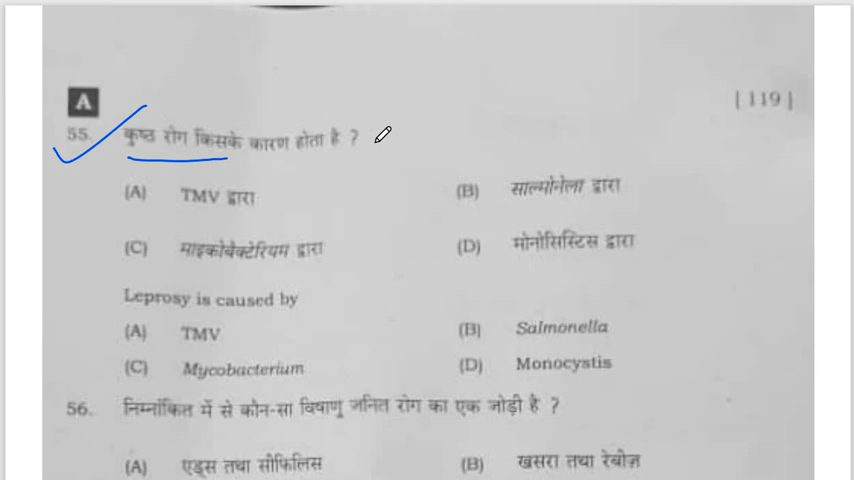 A
[ 119 ]
55. कुष्ठ रोग किसके कारण होता है ?
(A) TMV द्वारा (B) साल्मोनेला द्वारा
(C) माइकोबैक्टेरियम द्वारा (D) मोनोसिस्टिस द्वारा
Leprosy is caused by
(A) TMV (B) Salmonella
(C) Mycobacterium (D) Monocystis
56. निम्नांकित में से कौन-सा विषाणु जनित रोग का एक जोड़ी है ?
(A) एड्स तथा सीफिलिस (B) खसरा तथा रेबीज़